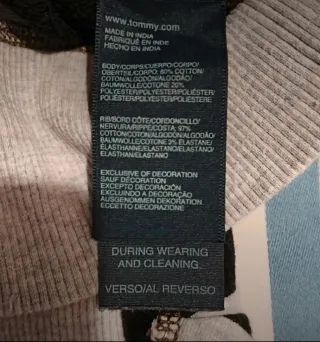 www.tommy.com
MADE IN INDIA
FABRIQUÉ EN INDE
HECHO EN INDIA
BODY/CORPS/CUERPO/CORPO/
OBERTEIL/CORPO: 80% COTTON/
COTON/ALGODÓN/ALGODÃO/
BAUMWOLLE/COTONE 20%
POLYESTER/POLYESTER/POLIÉSTER/
POLIÉSTER/POLYESTER/POLIESTERE
RIB/BORD CÔTE/CORDONCILLO/
NERVURA/RIPPE/COSTA: 97%
COTTON/COTON/ALGODÓN/ALGODÃO/
BAUMWOLLE/COTONE 3% ELASTANE/
ÉLASTHANNE/ELASTANO/ELASTANO/
ELASTHAN/ELASTANO
EXCLUSIVE OF DECORATION
SAUF DÉCORATION
EXCEPTO DECORACIÓN
EXCLUINDO A DECORAÇÃO
AUSGENOMMEN DEKORATION
ECCETTO DECORAZIONE
DURING WEARING
AND CLEANING.
VERSO/AL REVERSO